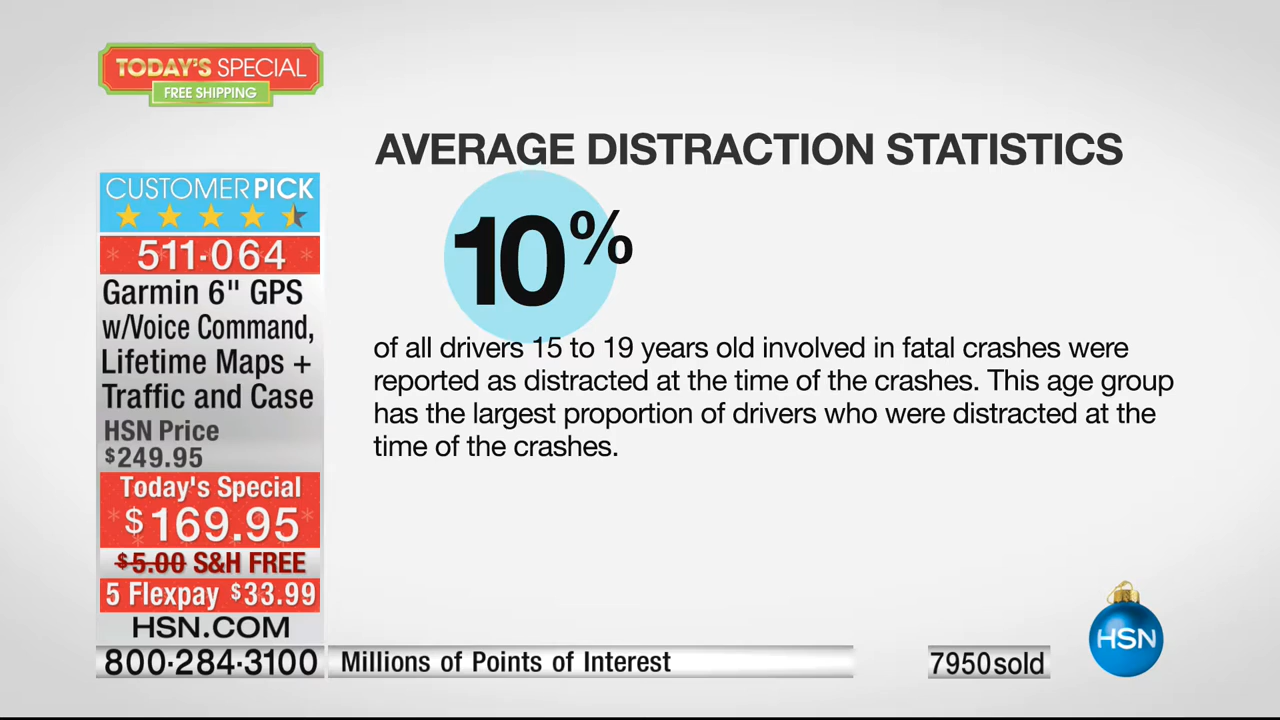 TODAY'S SPECIAL
FREE SHIPPING
CUSTOMER PICK
511·064
Garmin 6" GPS
w/Voice Command,
Lifetime Maps +
Traffic and Case
HSN Price
$249.95
Today's Special
$169.95
$5.00 S&H FREE
5 Flexpay $33.99
HSN.COM
800·284·3100
AVERAGE DISTRACTION STATISTICS
10%
of all drivers 15 to 19 years old involved in fatal crashes were
reported as distracted at the time of the crashes. This age group
has the largest proportion of drivers who were distracted at the
time of the crashes.
Millions of Points of Interest
7950 sold
HSN